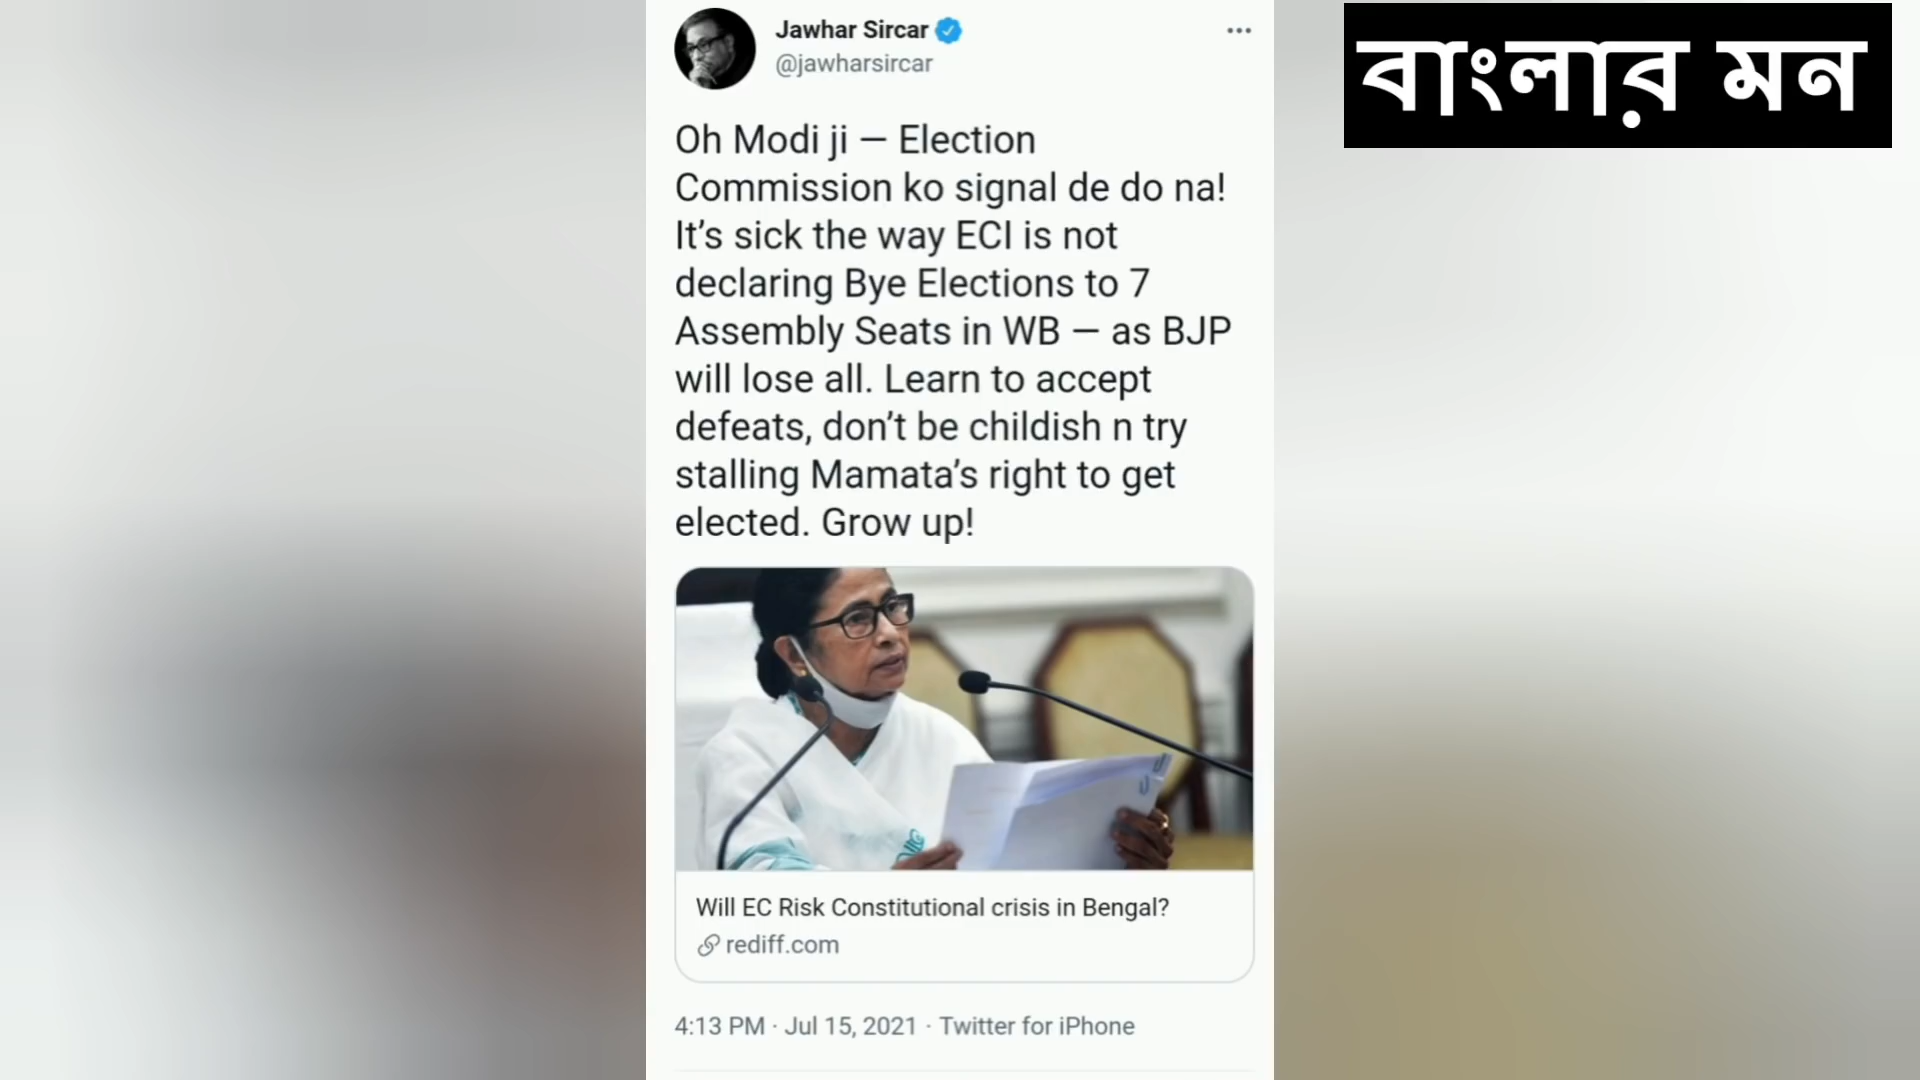 Jawhar Sircar
@jawharsircar
বাংলার মন
Oh Modi ji — Election
Commission ko signal de do na!
It's sick the way ECI is not
declaring Bye Elections to 7
Assembly Seats in WB — as BJP
will lose all. Learn to accept
defeats, don't be childish n try
stalling Mamata's right to get
elected. Grow up!
Will EC Risk Constitutional crisis in Bengal?
rediff.com
4:13 PM · Jul 15, 2021 · Twitter for iPhone